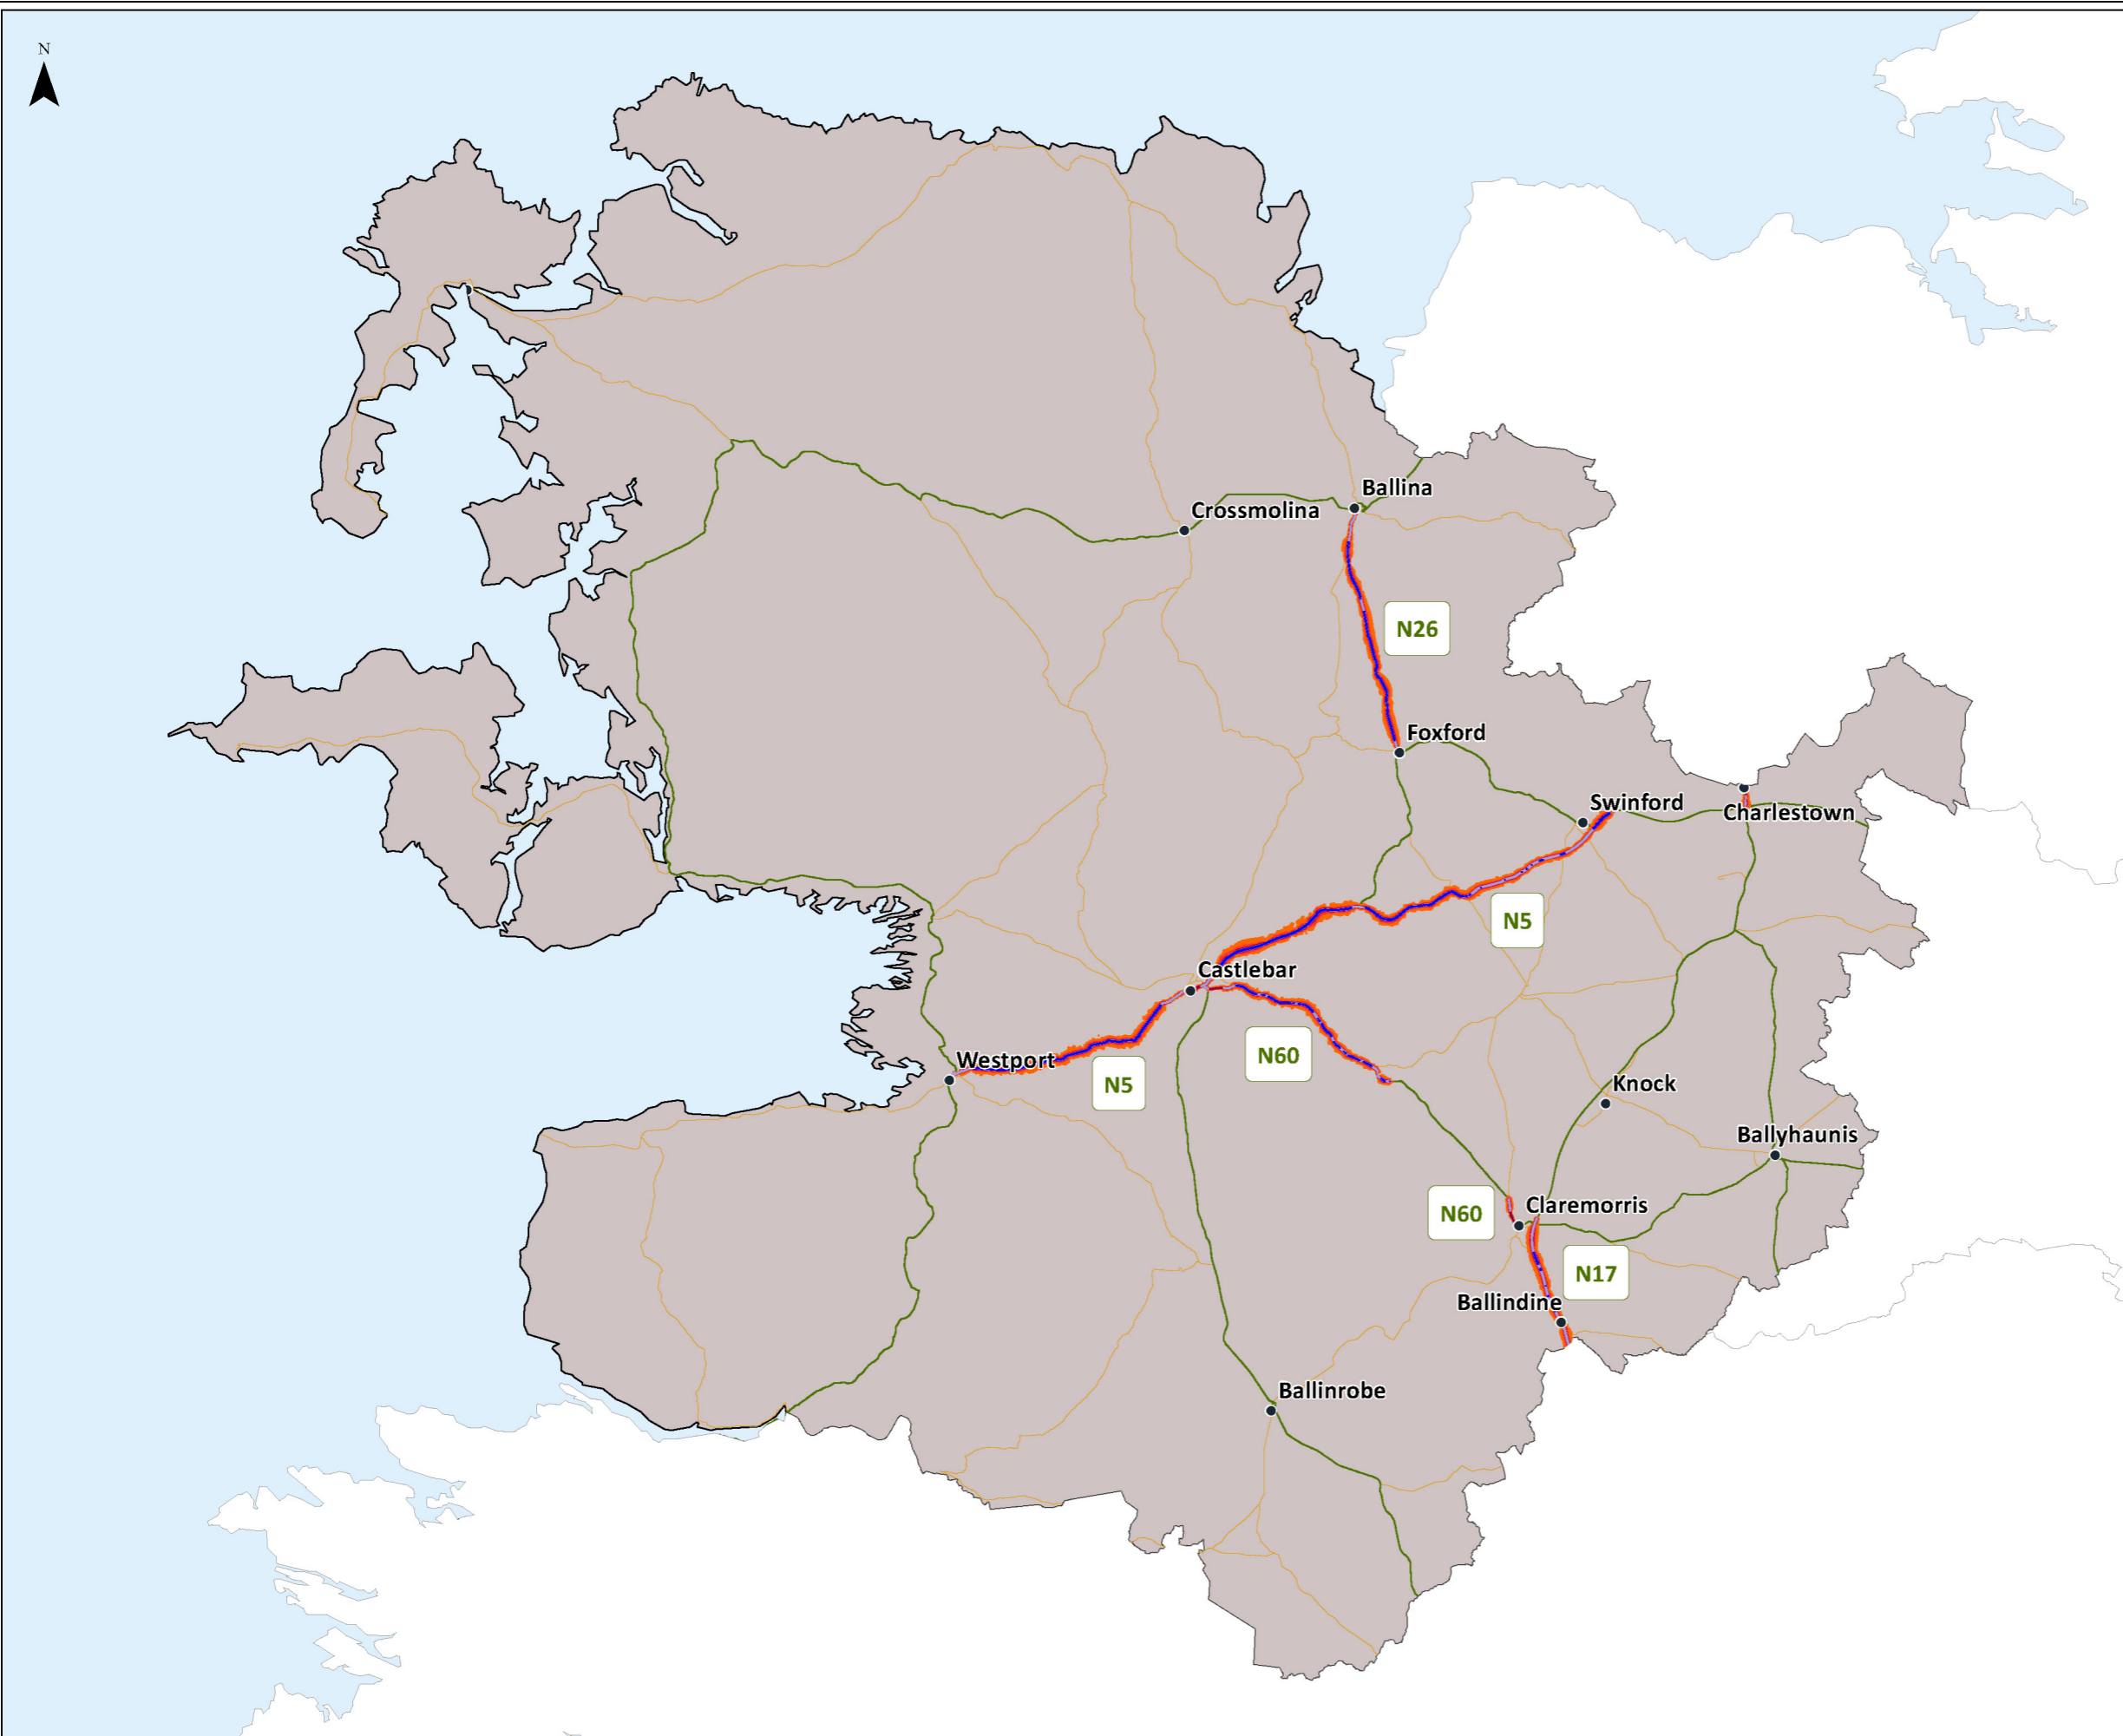 N
Ballina
Crossmolina
N26
Foxford
Swinford
Charlestown
N5
Castlebar
Westport
N60
N5
Knock
Ballyhaunis
Claremorris
N60
N17
Ballindine
Ballinrobe